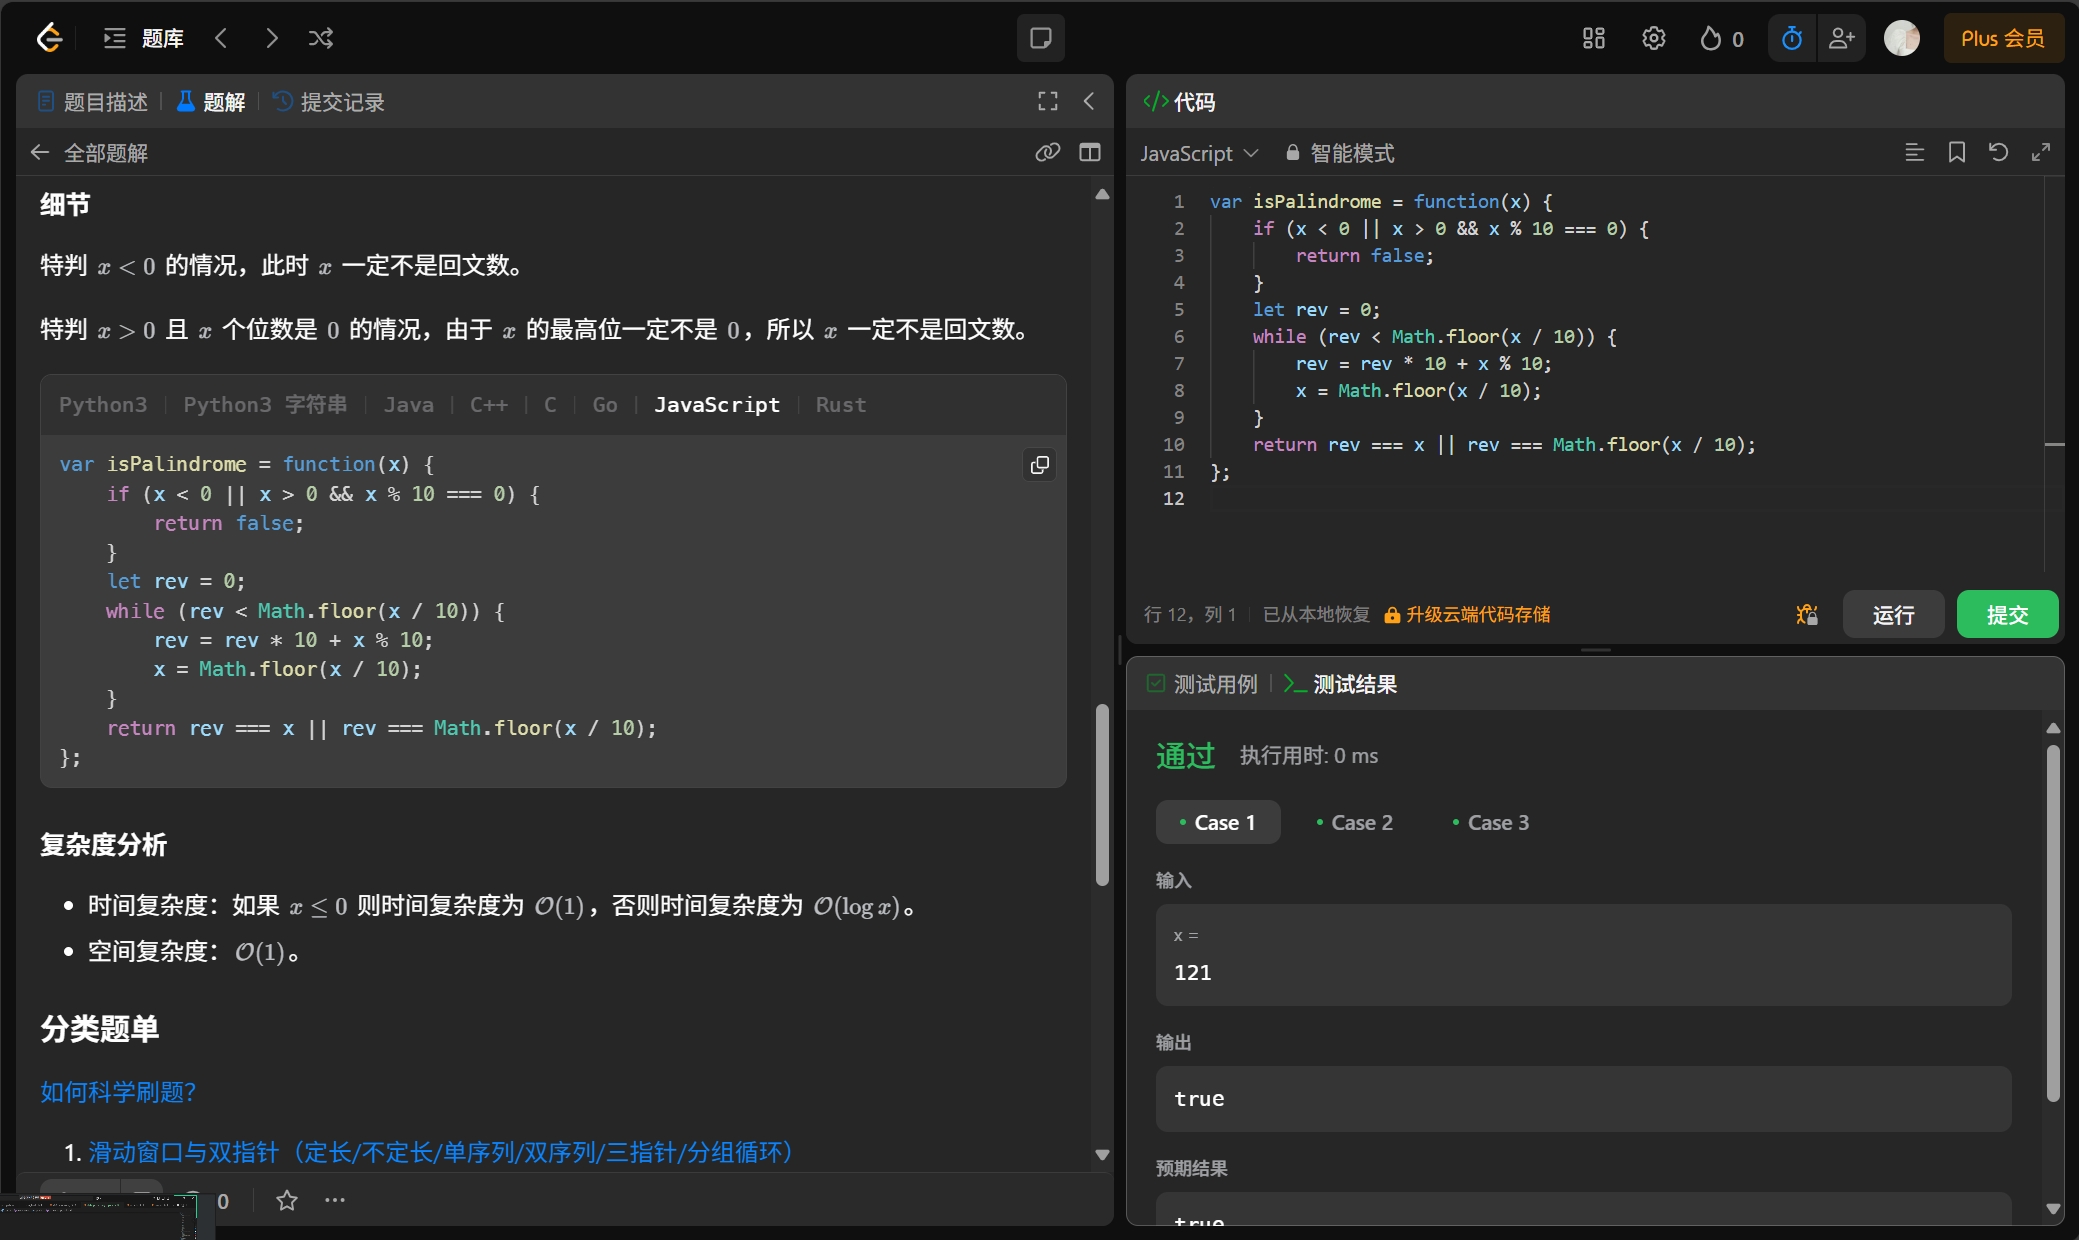 题库
0
Plus 会员
题目描述
题解
提交记录
全部题解
细节
特判 x < 0 的情况，此时 x 一定不是回文数。
特判 x > 0 且 x 个位数是 0 的情况，由于 x 的最高位一定不是 0，所以 x 一定不是回文数。
Python3 | Python3 字符串 | Java | C++ | C | Go | JavaScript | Rust
var isPalindrome = function(x) {
    if (x < 0 || x > 0 && x % 10 === 0) {
        return false;
    }
    let rev = 0;
    while (rev < Math.floor(x / 10)) {
        rev = rev * 10 + x % 10;
        x = Math.floor(x / 10);
    }
    return rev === x || rev === Math.floor(x / 10);
};
复杂度分析
• 时间复杂度：如果 x ≤ 0 则时间复杂度为 O(1)，否则时间复杂度为 O(log x)。
• 空间复杂度：O(1)。
分类题单
如何科学刷题？
1. 滑动窗口与双指针（定长/不定长/单序列/双序列/三指针/分组循环）
0
代码
JavaScript
智能模式
1 var isPalindrome = function(x) {
2     if (x < 0 || x > 0 && x % 10 === 0) {
3         return false;
4     }
5     let rev = 0;
6     while (rev < Math.floor(x / 10)) {
7         rev = rev * 10 + x % 10;
8         x = Math.floor(x / 10);
9     }
10     return rev === x || rev === Math.floor(x / 10);
11 };
12
行 12，列 1
已从本地恢复
升级云端代码存储
运行
提交
测试用例
测试结果
通过
执行用时: 0 ms
Case 1
Case 2
Case 3
输入
x =
121
输出
true
预期结果
true